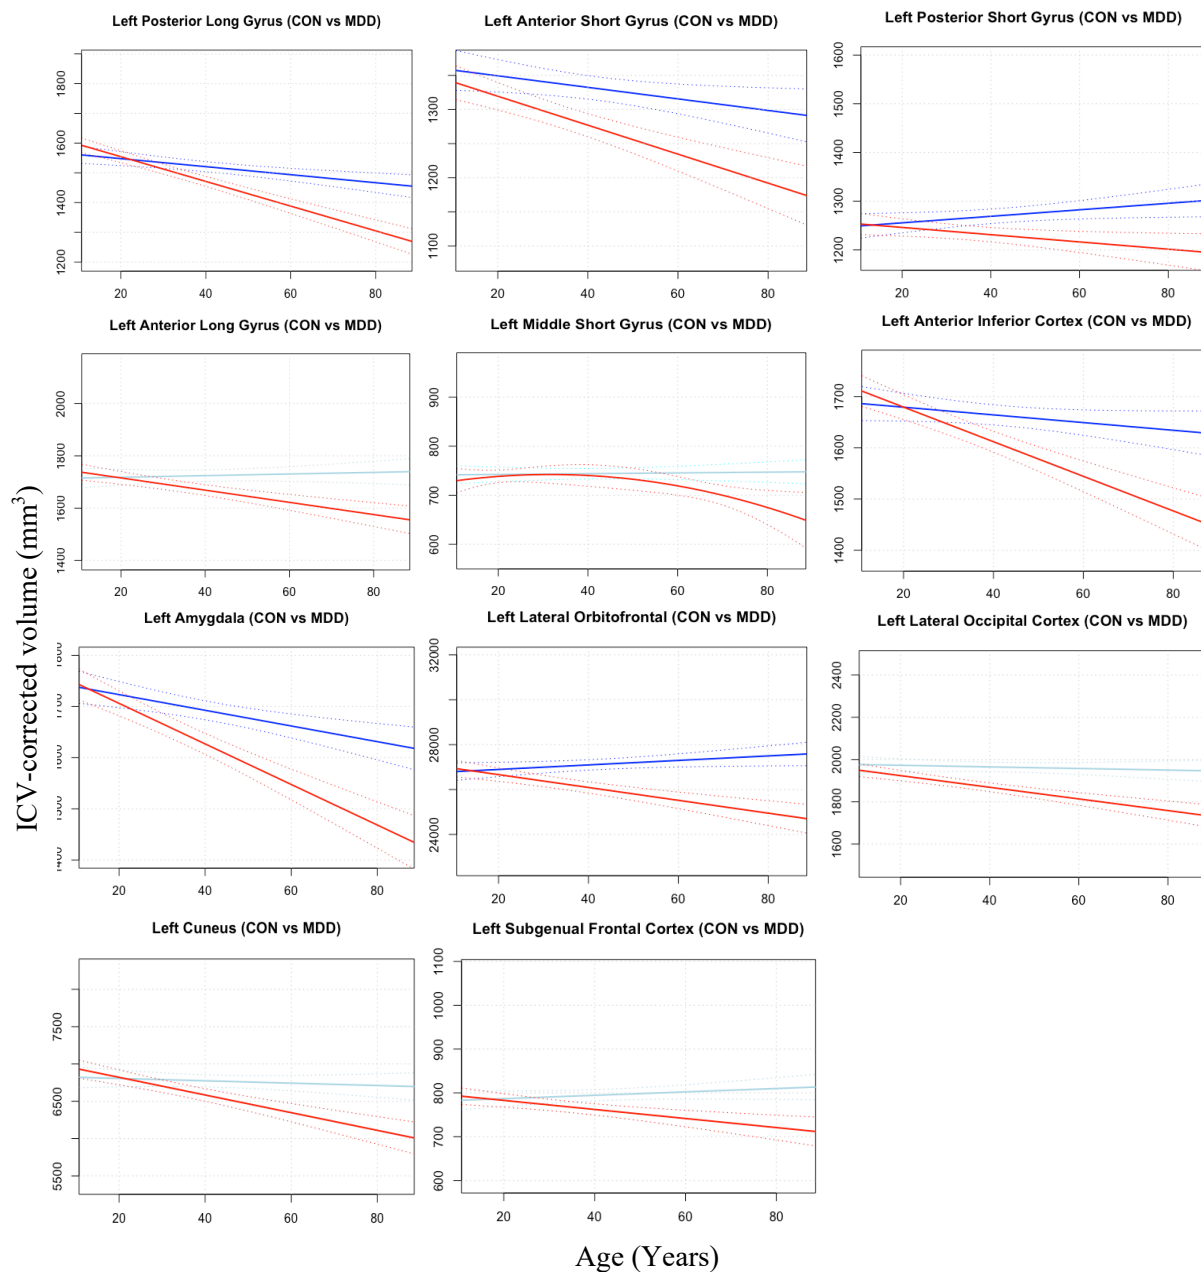 Left Posterior Long Gyrus (CON vs MDD)
1200 1400 1600 1800
20 40 60 80
Left Anterior Short Gyrus (CON vs MDD)
1100 1200 1300
20 40 60 80
Left Posterior Short Gyrus (CON vs MDD)
1200 1300 1400 1500 1600
20 40 60 80
Left Anterior Long Gyrus (CON vs MDD)
1400 1600 1800 2000
20 40 60 80
Left Middle Short Gyrus (CON vs MDD)
600 700 800 900
20 40 60 80
Left Anterior Inferior Cortex (CON vs MDD)
1400 1500 1600 1700
20 40 60 80
Left Amygdala (CON vs MDD)
20 40 60 80
Left Lateral Orbitofrontal (CON vs MDD)
24000 28000 32000
20 40 60 80
Left Lateral Occipital Cortex (CON vs MDD)
1600 1800 2000 2200 2400
20 40 60 80
Left Cuneus (CON vs MDD)
5500 6500 7500
20 40 60 80
Left Subgenual Frontal Cortex (CON vs MDD)
600 700 800 900 1000 1100
20 40 60 80
ICV-corrected volume (mm³)
Age (Years)